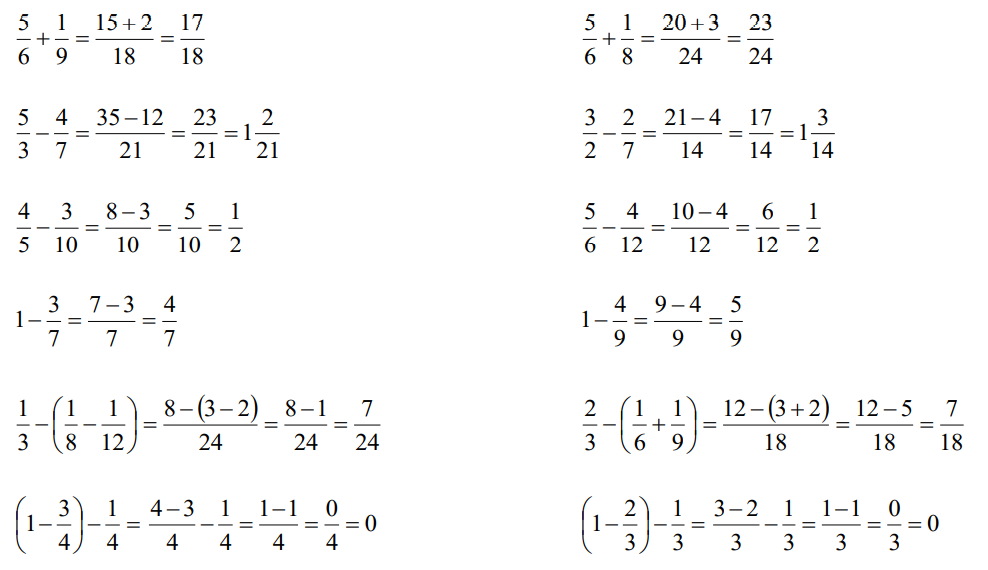 5/6 + 1/9 = (15 + 2)/18 = 17/18
5/6 + 1/8 = (20 + 3)/24 = 23/24
5/3 − 4/7 = (35 − 12)/21 = 23/21 = 1 2/21
3/2 − 2/7 = (21 − 4)/14 = 17/14 = 1 3/14
4/5 − 3/10 = (8 − 3)/10 = 5/10 = 1/2
5/6 − 4/12 = (10 − 4)/12 = 6/12 = 1/2
1 − 3/7 = (7 − 3)/7 = 4/7
1 − 4/9 = (9 − 4)/9 = 5/9
1/3 − (1/8 − 1/12) = (8 − (3 − 2))/24 = (8 − 1)/24 = 7/24
2/3 − (1/6 + 1/9) = (12 − (3 + 2))/18 = (12 − 5)/18 = 7/18
(1 − 3/4) − 1/4 = (4 − 3)/4 − 1/4 = (1 − 1)/4 = 0/4 = 0
(1 − 2/3) − 1/3 = (3 − 2)/3 − 1/3 = (1 − 1)/3 = 0/3 = 0